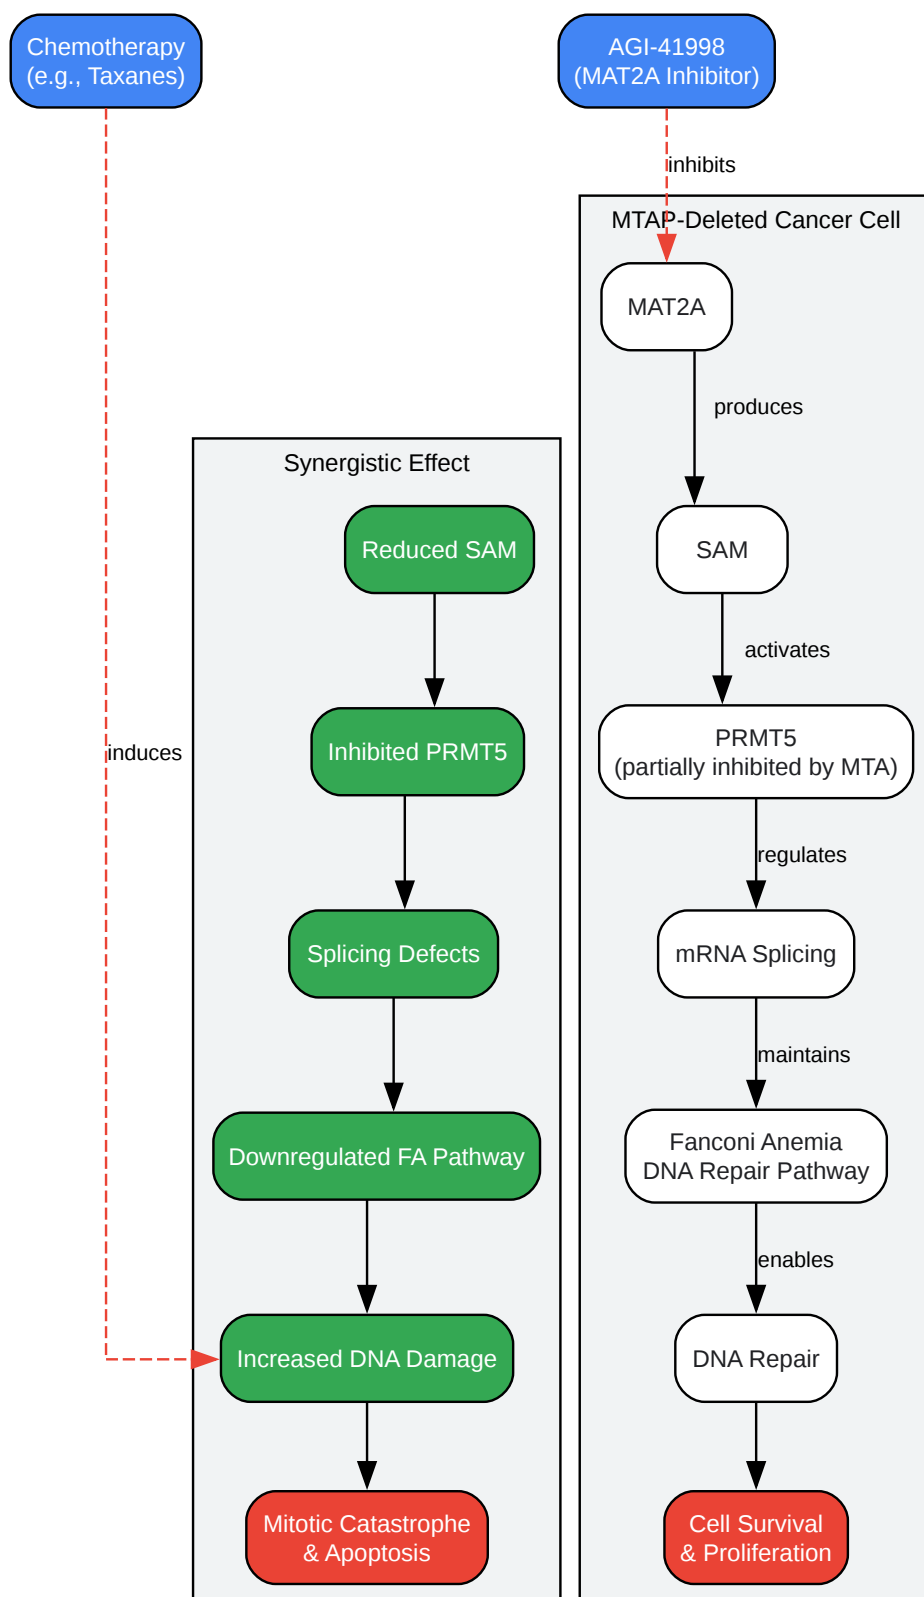 Chemotherapy
(e.g., Taxanes)
AGI-41998
(MAT2A Inhibitor)
inhibits
MTAP-Deleted Cancer Cell
MAT2A
produces
Synergistic Effect
Reduced SAM
SAM
activates
Inhibited PRMT5
PRMT5
(partially inhibited by MTA)
induces
regulates
Splicing Defects
mRNA Splicing
maintains
Downregulated FA Pathway
Fanconi Anemia
DNA Repair Pathway
enables
Increased DNA Damage
DNA Repair
Mitotic Catastrophe
& Apoptosis
Cell Survival
& Proliferation